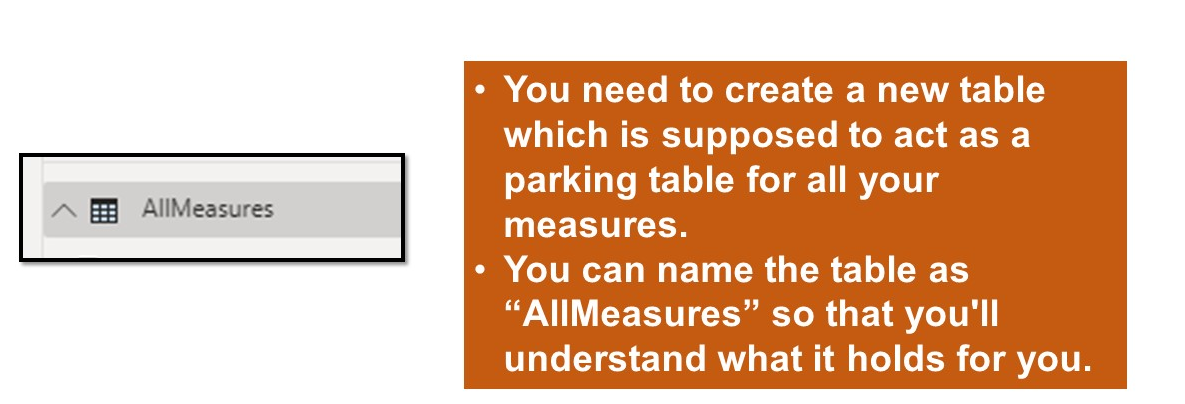 AllMeasures
• You need to create a new table
which is supposed to act as a
parking table for all your
measures.
• You can name the table as
“AllMeasures” so that you'll
understand what it holds for you.